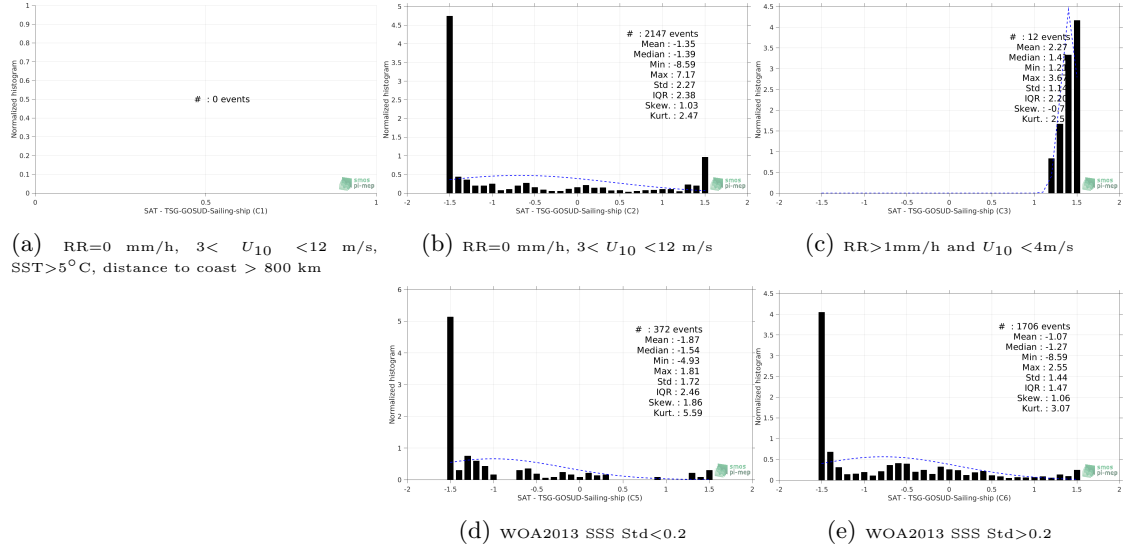 1
0.9
0.8
0.7
0.6
0.5
0.4
0.3
0.2
0.1
0
Normalized histogram
# : 0 events
smos
pi-mep
0 0.5 1
SAT - TSG-GOSUD-Sailing-ship (C1)
(a) RR=0 mm/h, 3< U10 <12 m/s,
SST>5°C, distance to coast > 800 km
5
4.5
4
3.5
3
2.5
2
1.5
1
0.5
0
Normalized histogram
# : 2147 events
Mean : -1.35
Median : -1.39
Min : -8.59
Max : 7.17
Std : 2.27
IQR : 2.38
Skew. : 1.03
Kurt. : 2.47
smos
pi-mep
-2 -1.5 -1 -0.5 0 0.5 1 1.5 2
SAT - TSG-GOSUD-Sailing-ship (C2)
(b) RR=0 mm/h, 3< U10 <12 m/s
4.5
4
3.5
3
2.5
2
1.5
1
0.5
0
Normalized histogram
# : 12 events
Mean : 2.27
Median :
Min :
Max :
Std :
IQR :
Skew. :
Kurt. :
smos
pi-mep
-2 -1.5 -1 -0.5 0 0.5 1 1.5 2
SAT - TSG-GOSUD-Sailing-ship (C3)
(c) RR>1mm/h and U10 <4m/s
6
5
4
3
2
1
0
Normalized histogram
# : 372 events
Mean : -1.87
Median : -1.54
Min : -4.93
Max : 1.81
Std : 1.72
IQR : 2.46
Skew. : 1.86
Kurt. : 5.59
smos
pi-mep
-2 -1.5 -1 -0.5 0 0.5 1 1.5 2
SAT - TSG-GOSUD-Sailing-ship (C5)
(d) WOA2013 SSS Std<0.2
4.5
4
3.5
3
2.5
2
1.5
1
0.5
0
Normalized histogram
# : 1706 events
Mean : -1.07
Median : -1.27
Min : -8.59
Max : 2.55
Std : 1.44
IQR : 1.47
Skew. : 1.06
Kurt. : 3.07
smos
pi-mep
-2 -1.5 -1 -0.5 0 0.5 1 1.5 2
SAT - TSG-GOSUD-Sailing-ship (C6)
(e) WOA2013 SSS Std>0.2